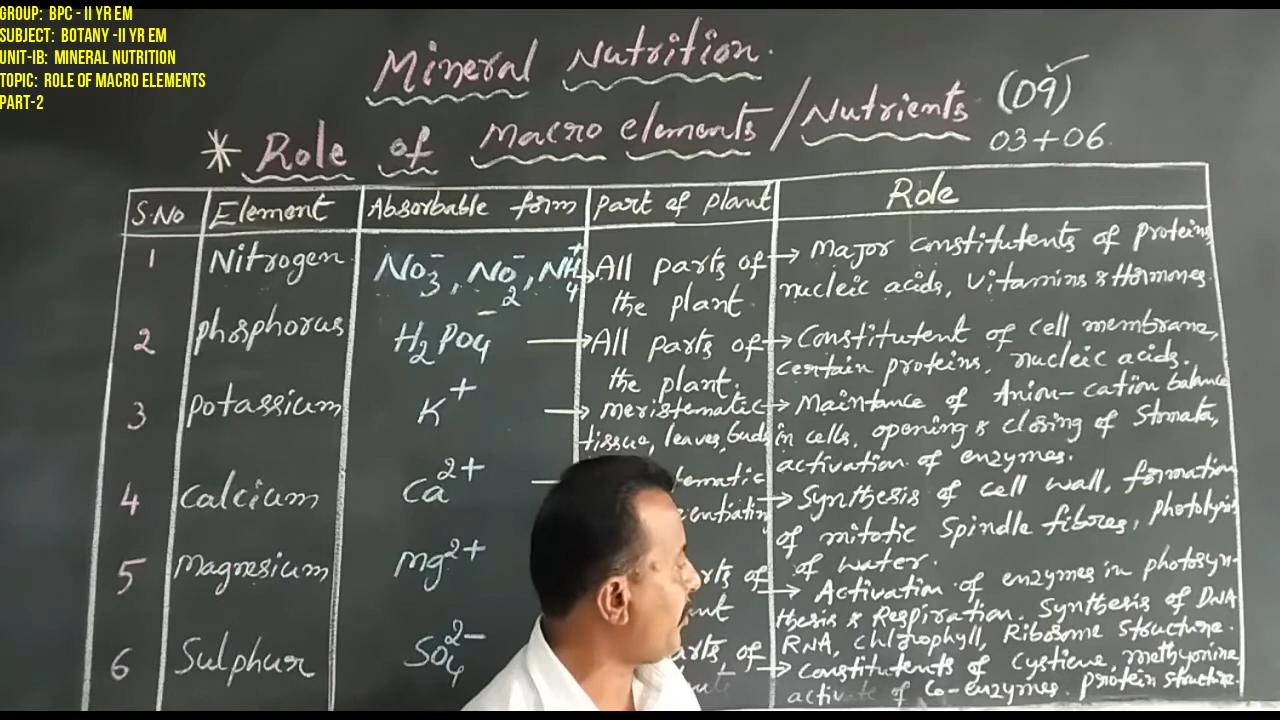 GROUP: BPC - II YR EM
SUBJECT: BOTANY -II YR EM
UNIT-IB: MINERAL NUTRITION
TOPIC: ROLE OF MACRO ELEMENTS
PART-2
Mineral Nutrition.
* Role of Macro elements / Nutrients (09)
03+06.
S.No Element Absorbable form part of plant Role
1 Nitrogen. NO3-, NO2-, NH4+ → All parts of the plant. → Major constitutents of proteins,
nucleic acids, vitamins & Hormones.
2 phosphorus H2PO4- → All parts of the plant. → Constitutent of cell membrane,
certain proteins, nucleic acids.
3 potassium K+ → meristematic tissue, leaves, buds → Maintance of Anion-cation balance
in cells, opening & closing of Stomata,
activation of enzymes.
4 Calcium Ca2+ → Synthesis of cell wall, formation
of mitotic spindle fibres, photolysis
of water.
5 Magnesium Mg2+ of → Activation of enzymes in photosyn-
thesis & Respiration. Synthesis of DNA
RNA, chlorophyll, Ribosome structure.
6 Sulphur SO42- of → Constitutents of Cystiene, methyonine,
of Co-enzymes. protein structure.